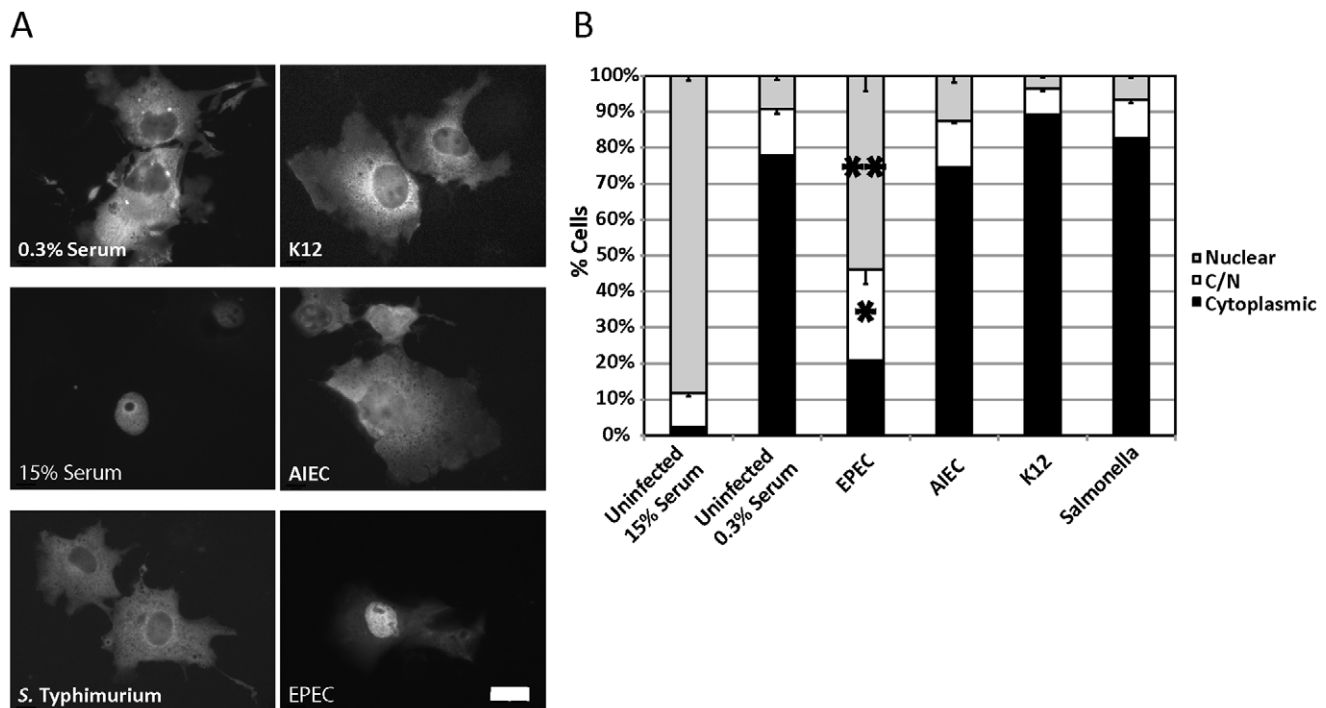 A
0.3% Serum
K12
15% Serum
AIEC
S. Typhimurium
EPEC
B
100%
90%
80%
70%
60%
50%
40%
30%
20%
10%
0%
% Cells
Uninfected
15% Serum
Uninfected
0.3% Serum
EPEC
AIEC
K12
Salmonella
Nuclear
C/N
Cytoplasmic